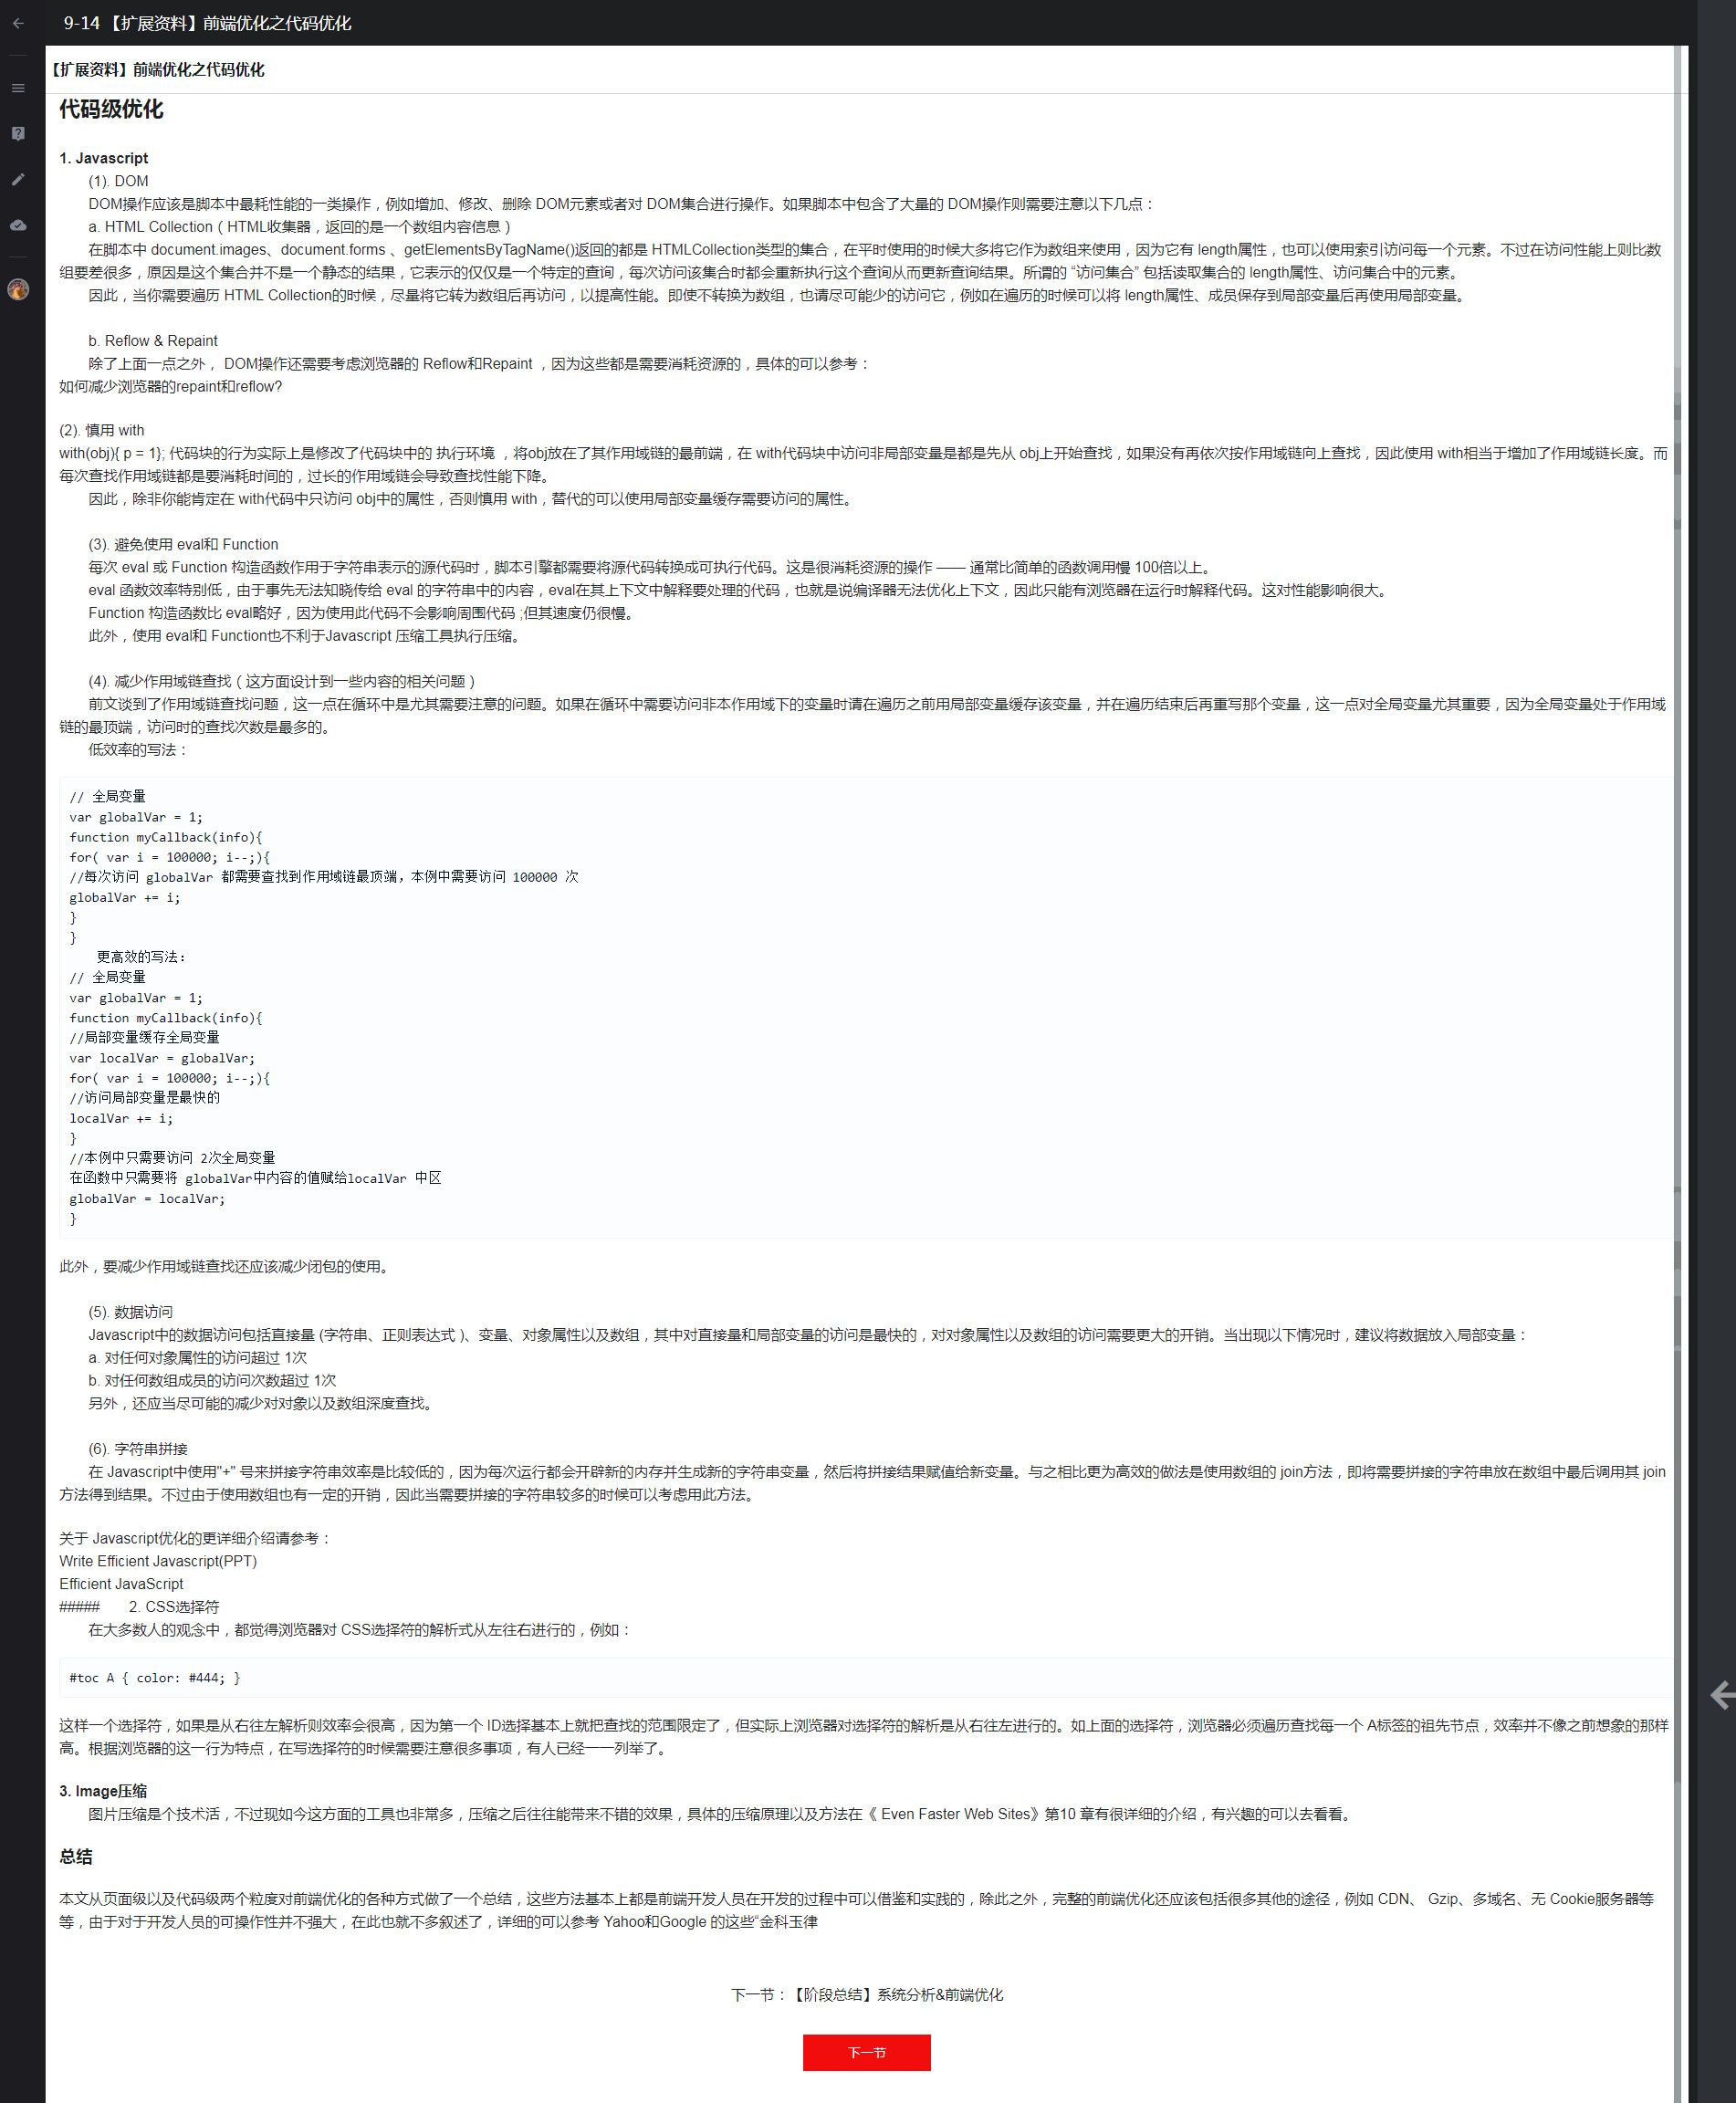 9-14 【扩展资料】前端优化之代码优化
【扩展资料】前端优化之代码优化
代码级优化
1. Javascript
(1). DOM
DOM操作应该是脚本中最耗性能的一类操作，例如增加、修改、删除 DOM元素或者对 DOM集合进行操作。如果脚本中包含了大量的 DOM操作则需要注意以下几点：
a. HTML Collection（HTML收集器，返回的是一个数组内容信息）
在脚本中 document.images、document.forms 、getElementsByTagName()返回的都是 HTMLCollection类型的集合，在平时使用的时候大多将它作为数组来使用，因为它有 length属性，也可以使用索引访问每一个元素。不过在访问性能上则比数
组要差很多，原因是这个集合并不是一个静态的结果，它表示的仅仅是一个特定的查询，每次访问该集合时都会重新执行这个查询从而更新查询结果。所谓的 “访问集合” 包括读取集合的 length属性、访问集合中的元素。
因此，当你需要遍历 HTML Collection的时候，尽量将它转为数组后再访问，以提高性能。即使不转换为数组，也请尽可能少的访问它，例如在遍历的时候可以将 length属性、成员保存到局部变量后再使用局部变量。
b. Reflow & Repaint
除了上面一点之外， DOM操作还需要考虑浏览器的 Reflow和Repaint ，因为这些都是需要消耗资源的，具体的可以参考：
如何减少浏览器的repaint和reflow?
(2). 慎用 with
with(obj){ p = 1}; 代码块的行为实际上是修改了代码块中的 执行环境 ，将obj放在了其作用域链的最前端，在 with代码块中访问非局部变量是都是先从 obj上开始查找，如果没有再依次按作用域链向上查找，因此使用 with相当于增加了作用域链长度。而
每次查找作用域链都是要消耗时间的，过长的作用域链会导致查找性能下降。
因此，除非你能肯定在 with代码中只访问 obj中的属性，否则慎用 with，替代的可以使用局部变量缓存需要访问的属性。
(3). 避免使用 eval和 Function
每次 eval 或 Function 构造函数作用于字符串表示的源代码时，脚本引擎都需要将源代码转换成可执行代码。这是很消耗资源的操作 —— 通常比简单的函数调用慢 100倍以上。
eval 函数效率特别低，由于事先无法知晓传给 eval 的字符串中的内容，eval在其上下文中解释要处理的代码，也就是说编译器无法优化上下文，因此只能有浏览器在运行时解释代码。这对性能影响很大。
Function 构造函数比 eval略好，因为使用此代码不会影响周围代码 ;但其速度仍很慢。
此外，使用 eval和 Function也不利于Javascript 压缩工具执行压缩。
(4). 减少作用域链查找（这方面设计到一些内容的相关问题）
前文谈到了作用域链查找问题，这一点在循环中是尤其需要注意的问题。如果在循环中需要访问非本作用域下的变量时请在遍历之前用局部变量缓存该变量，并在遍历结束后再重写那个变量，这一点对全局变量尤其重要，因为全局变量处于作用域
链的最顶端，访问时的查找次数是最多的。
低效率的写法：
// 全局变量
var globalVar = 1;
function myCallback(info){
for( var i = 100000; i--;){
//每次访问 globalVar 都需要查找到作用域链最顶端，本例中需要访问 100000 次
globalVar += i;
}
}
更高效的写法：
// 全局变量
var globalVar = 1;
function myCallback(info){
//局部变量缓存全局变量
var localVar = globalVar;
for( var i = 100000; i--;){
//访问局部变量是最快的
localVar += i;
}
//本例中只需要访问 2次全局变量
在函数中只需要将 globalVar中内容的值赋给localVar 中区
globalVar = localVar;
}
此外，要减少作用域链查找还应该减少闭包的使用。
(5). 数据访问
Javascript中的数据访问包括直接量 (字符串、正则表达式 )、变量、对象属性以及数组，其中对直接量和局部变量的访问是最快的，对对象属性以及数组的访问需要更大的开销。当出现以下情况时，建议将数据放入局部变量：
a. 对任何对象属性的访问超过 1次
b. 对任何数组成员的访问次数超过 1次
另外，还应当尽可能的减少对对象以及数组深度查找。
(6). 字符串拼接
在 Javascript中使用"+" 号来拼接字符串效率是比较低的，因为每次运行都会开辟新的内存并生成新的字符串变量，然后将拼接结果赋值给新变量。与之相比更为高效的做法是使用数组的 join方法，即将需要拼接的字符串放在数组中最后调用其 join
方法得到结果。不过由于使用数组也有一定的开销，因此当需要拼接的字符串较多的时候可以考虑用此方法。
关于 Javascript优化的更详细介绍请参考：
Write Efficient Javascript(PPT)
Efficient JavaScript
##### 2. CSS选择符
在大多数人的观念中，都觉得浏览器对 CSS选择符的解析式从左往右进行的，例如：
#toc A { color: #444; }
这样一个选择符，如果是从右往左解析则效率会很高，因为第一个 ID选择基本上就把查找的范围限定了，但实际上浏览器对选择符的解析是从右往左进行的。如上面的选择符，浏览器必须遍历查找每一个 A标签的祖先节点，效率并不像之前想象的那样
高。根据浏览器的这一行为特点，在写选择符的时候需要注意很多事项，有人已经一一列举了。
3. Image压缩
图片压缩是个技术活，不过现如今这方面的工具也非常多，压缩之后往往能带来不错的效果，具体的压缩原理以及方法在《 Even Faster Web Sites》第10 章有很详细的介绍，有兴趣的可以去看看。
总结
本文从页面级以及代码级两个粒度对前端优化的各种方式做了一个总结，这些方法基本上都是前端开发人员在开发的过程中可以借鉴和实践的，除此之外，完整的前端优化还应该包括很多其他的途径，例如 CDN、 Gzip、多域名、无 Cookie服务器等
等，由于对于开发人员的可操作性并不强大，在此也就不多叙述了，详细的可以参考 Yahoo和Google 的这些“金科玉律
下一节：【阶段总结】系统分析&前端优化
下一节